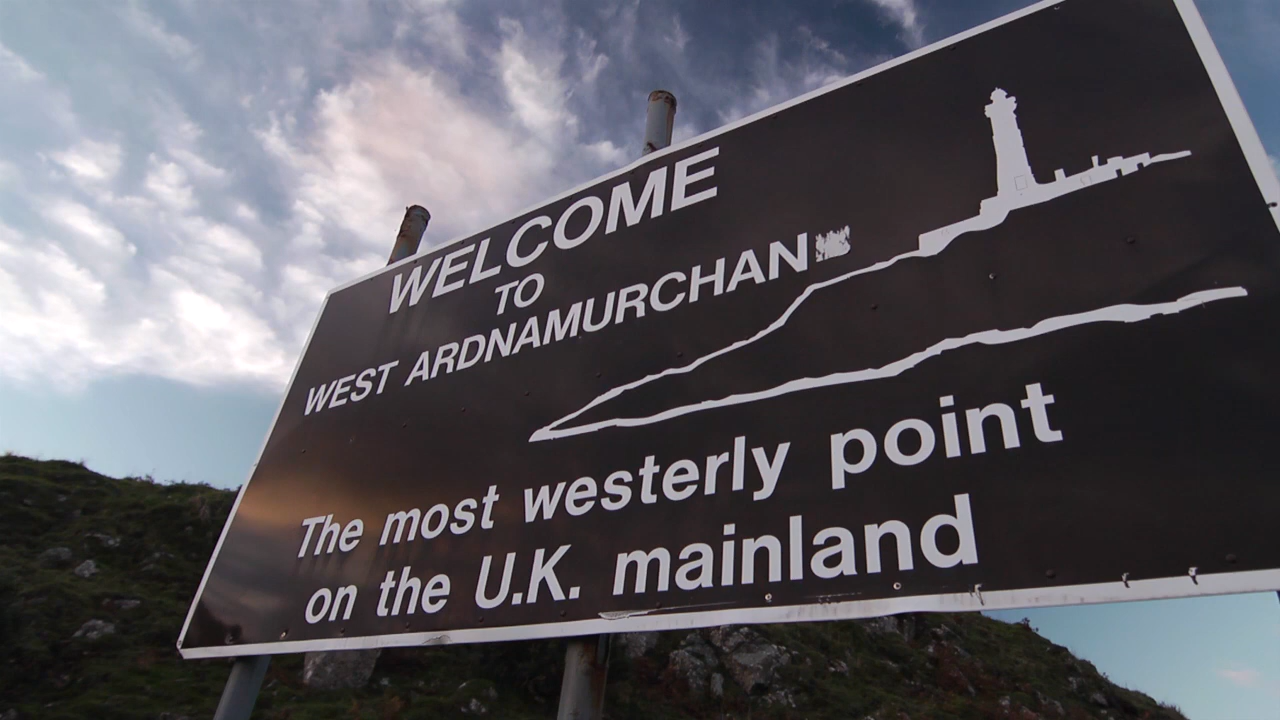 WELCOME
TO
WEST ARDNAMURCHAN
The most westerly point
on the U.K. mainland